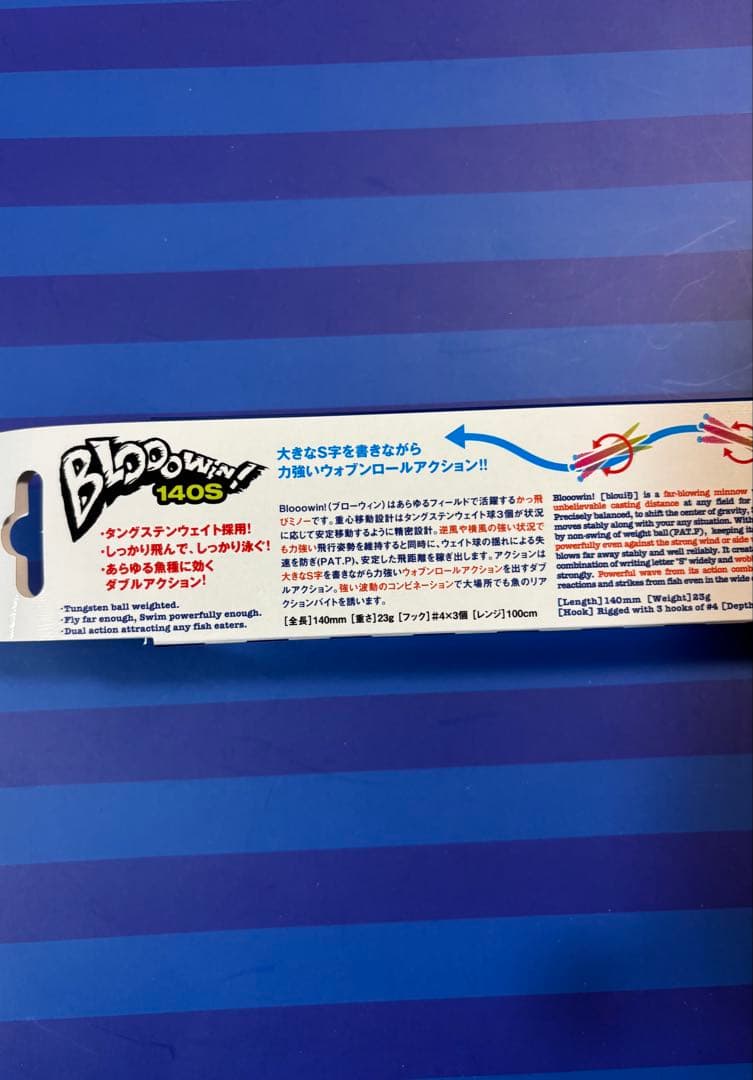 BLOOOWIN!
140S
・タングステンウェイト採用!
・しっかり飛んで、しっかり泳ぐ!
・あらゆる魚種に効く
ダブルアクション!
·Tungsten ball weighted.
·Fly far enough, Swim powerfully enough.
·Dual action attracting any fish eaters.
大きなS字を書きながら
力強いウォブンロールアクション!!
Blooowin!(ブローウィン)はあらゆるフィールドで活躍するかっ飛
びミノーです。重心移動設計はタングステンウェイト球3個が状況
に応じて安定移動するように精密設計。逆風や横風の強い状況で
も力強い飛行姿勢を維持すると同時に、ウェイト球の揺れによる失
速を防ぎ(PAT.P)、安定した飛距離を稼ぎ出します。アクションは
大きなS字を書きながら力強いウォブンロールアクションを出すダブ
ルアクション。強い波動のコンビネーションで大場所でも魚のリア
クションバイトを誘います。
[全長]140mm [重さ]23g [フック]#4×3個 [レンジ]100cm
Blooowin! [blouiŋ] is a far-blowing minnow
unbelievable casting distance at any field for
Precisely balanced, to shift the center of gravity,
moves stably along with your any situation. With
by non-swing of weight ball (PAT.P), keeping it
powerfully even against the strong wind or side
blows far away stably and well reliably. It creat
combination of writing letter "S" widely and wob
strongly. Powerful wave from its action comb
reactions and strikes from fish even in the wide
[Length]140mm [Weight]23g
[Hook] Rigged with 3 hooks of #4 [Dept